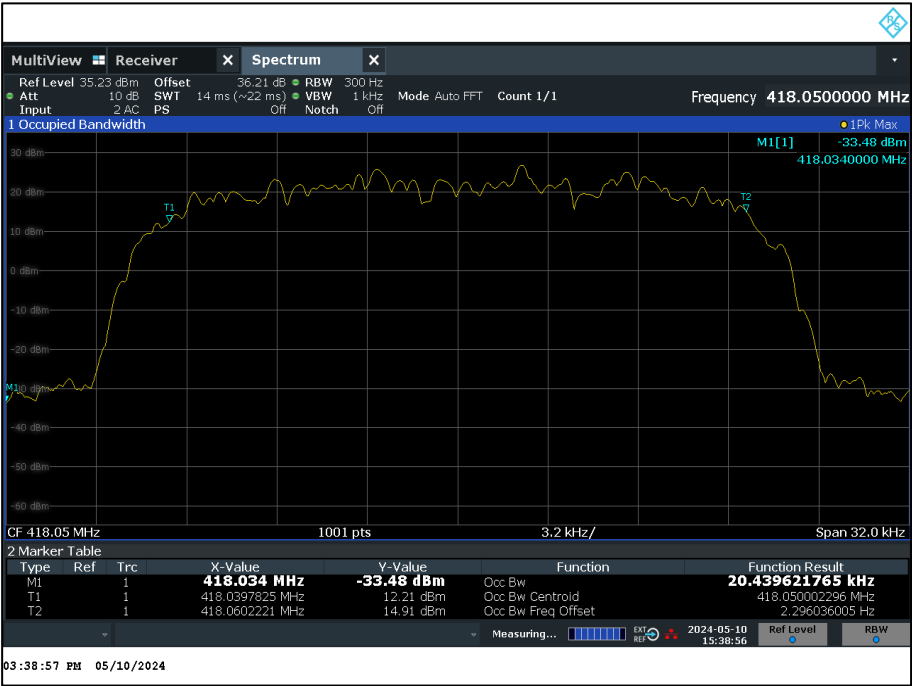 R S
MultiView Receiver X Spectrum X
Ref Level 35.23 dBm Offset 36.21 dB RBW 300 Hz
Att 10 dB SWT 14 ms (~22 ms) VBW 1 kHz Mode Auto FFT Count 1/1 Frequency 418.0500000 MHz
Input 2 AC PS Off Notch Off
1 Occupied Bandwidth 1Pk Max
M1[1] -33.48 dBm
418.0340000 MHz
30 dBm
20 dBm
T1
T2
10 dBm
0 dBm
-10 dBm
-20 dBm
M1
-30 dBm
-40 dBm
-50 dBm
-60 dBm
CF 418.05 MHz 1001 pts 3.2 kHz/ Span 32.0 kHz
2 Marker Table
Type Ref Trc X-Value Y-Value Function Function Result
M1 1 418.034 MHz -33.48 dBm Occ Bw 20.439621765 kHz
T1 1 418.0397825 MHz 12.21 dBm Occ Bw Centroid 418.050002296 MHz
T2 1 418.0602221 MHz 14.91 dBm Occ Bw Freq Offset 2.296036005 Hz
Measuring... EXT REF 2024-05-10 15:38:56 Ref Level RBW
03:38:57 PM 05/10/2024